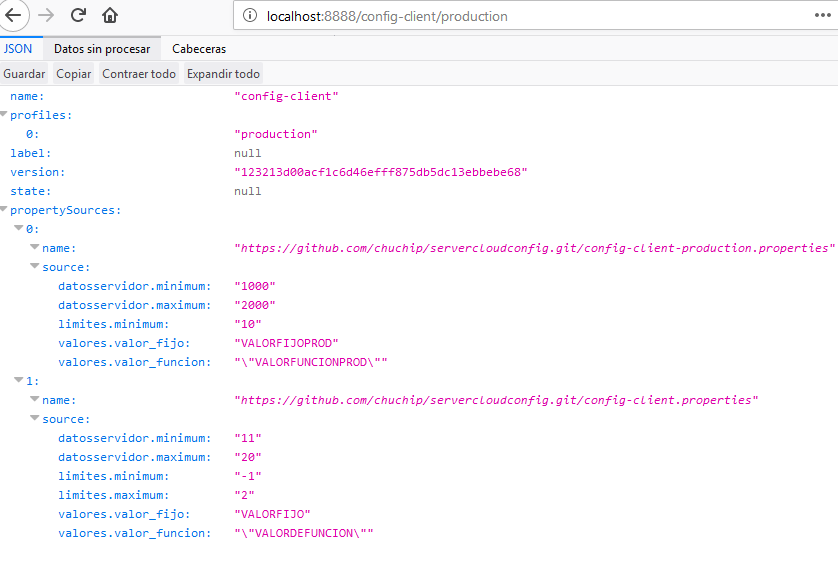 localhost:8888/config-client/production
JSON Datos sin procesar Cabeceras
Guardar Copiar Contraer todo Expandir todo
name: "config-client"
profiles:
0: "production"
label: null
version: "123213d00acf1c6d46efff875db5dc13ebbebe68"
state: null
propertySources:
0:
name: "https://github.com/chuchip/servercloudconfig.git/config-client-production.properties"
source:
datosservidor.minimum: "1000"
datosservidor.maximum: "2000"
limites.minimum: "10"
valores.valor_fijo: "VALORFIJOPROD"
valores.valor_funcion: "\"VALORFUNCIONPROD\""
1:
name: "https://github.com/chuchip/servercloudconfig.git/config-client.properties"
source:
datosservidor.minimum: "11"
datosservidor.maximum: "20"
limites.minimum: "-1"
limites.maximum: "2"
valores.valor_fijo: "VALORFIJO"
valores.valor_funcion: "\"VALORDEFUNCION\""